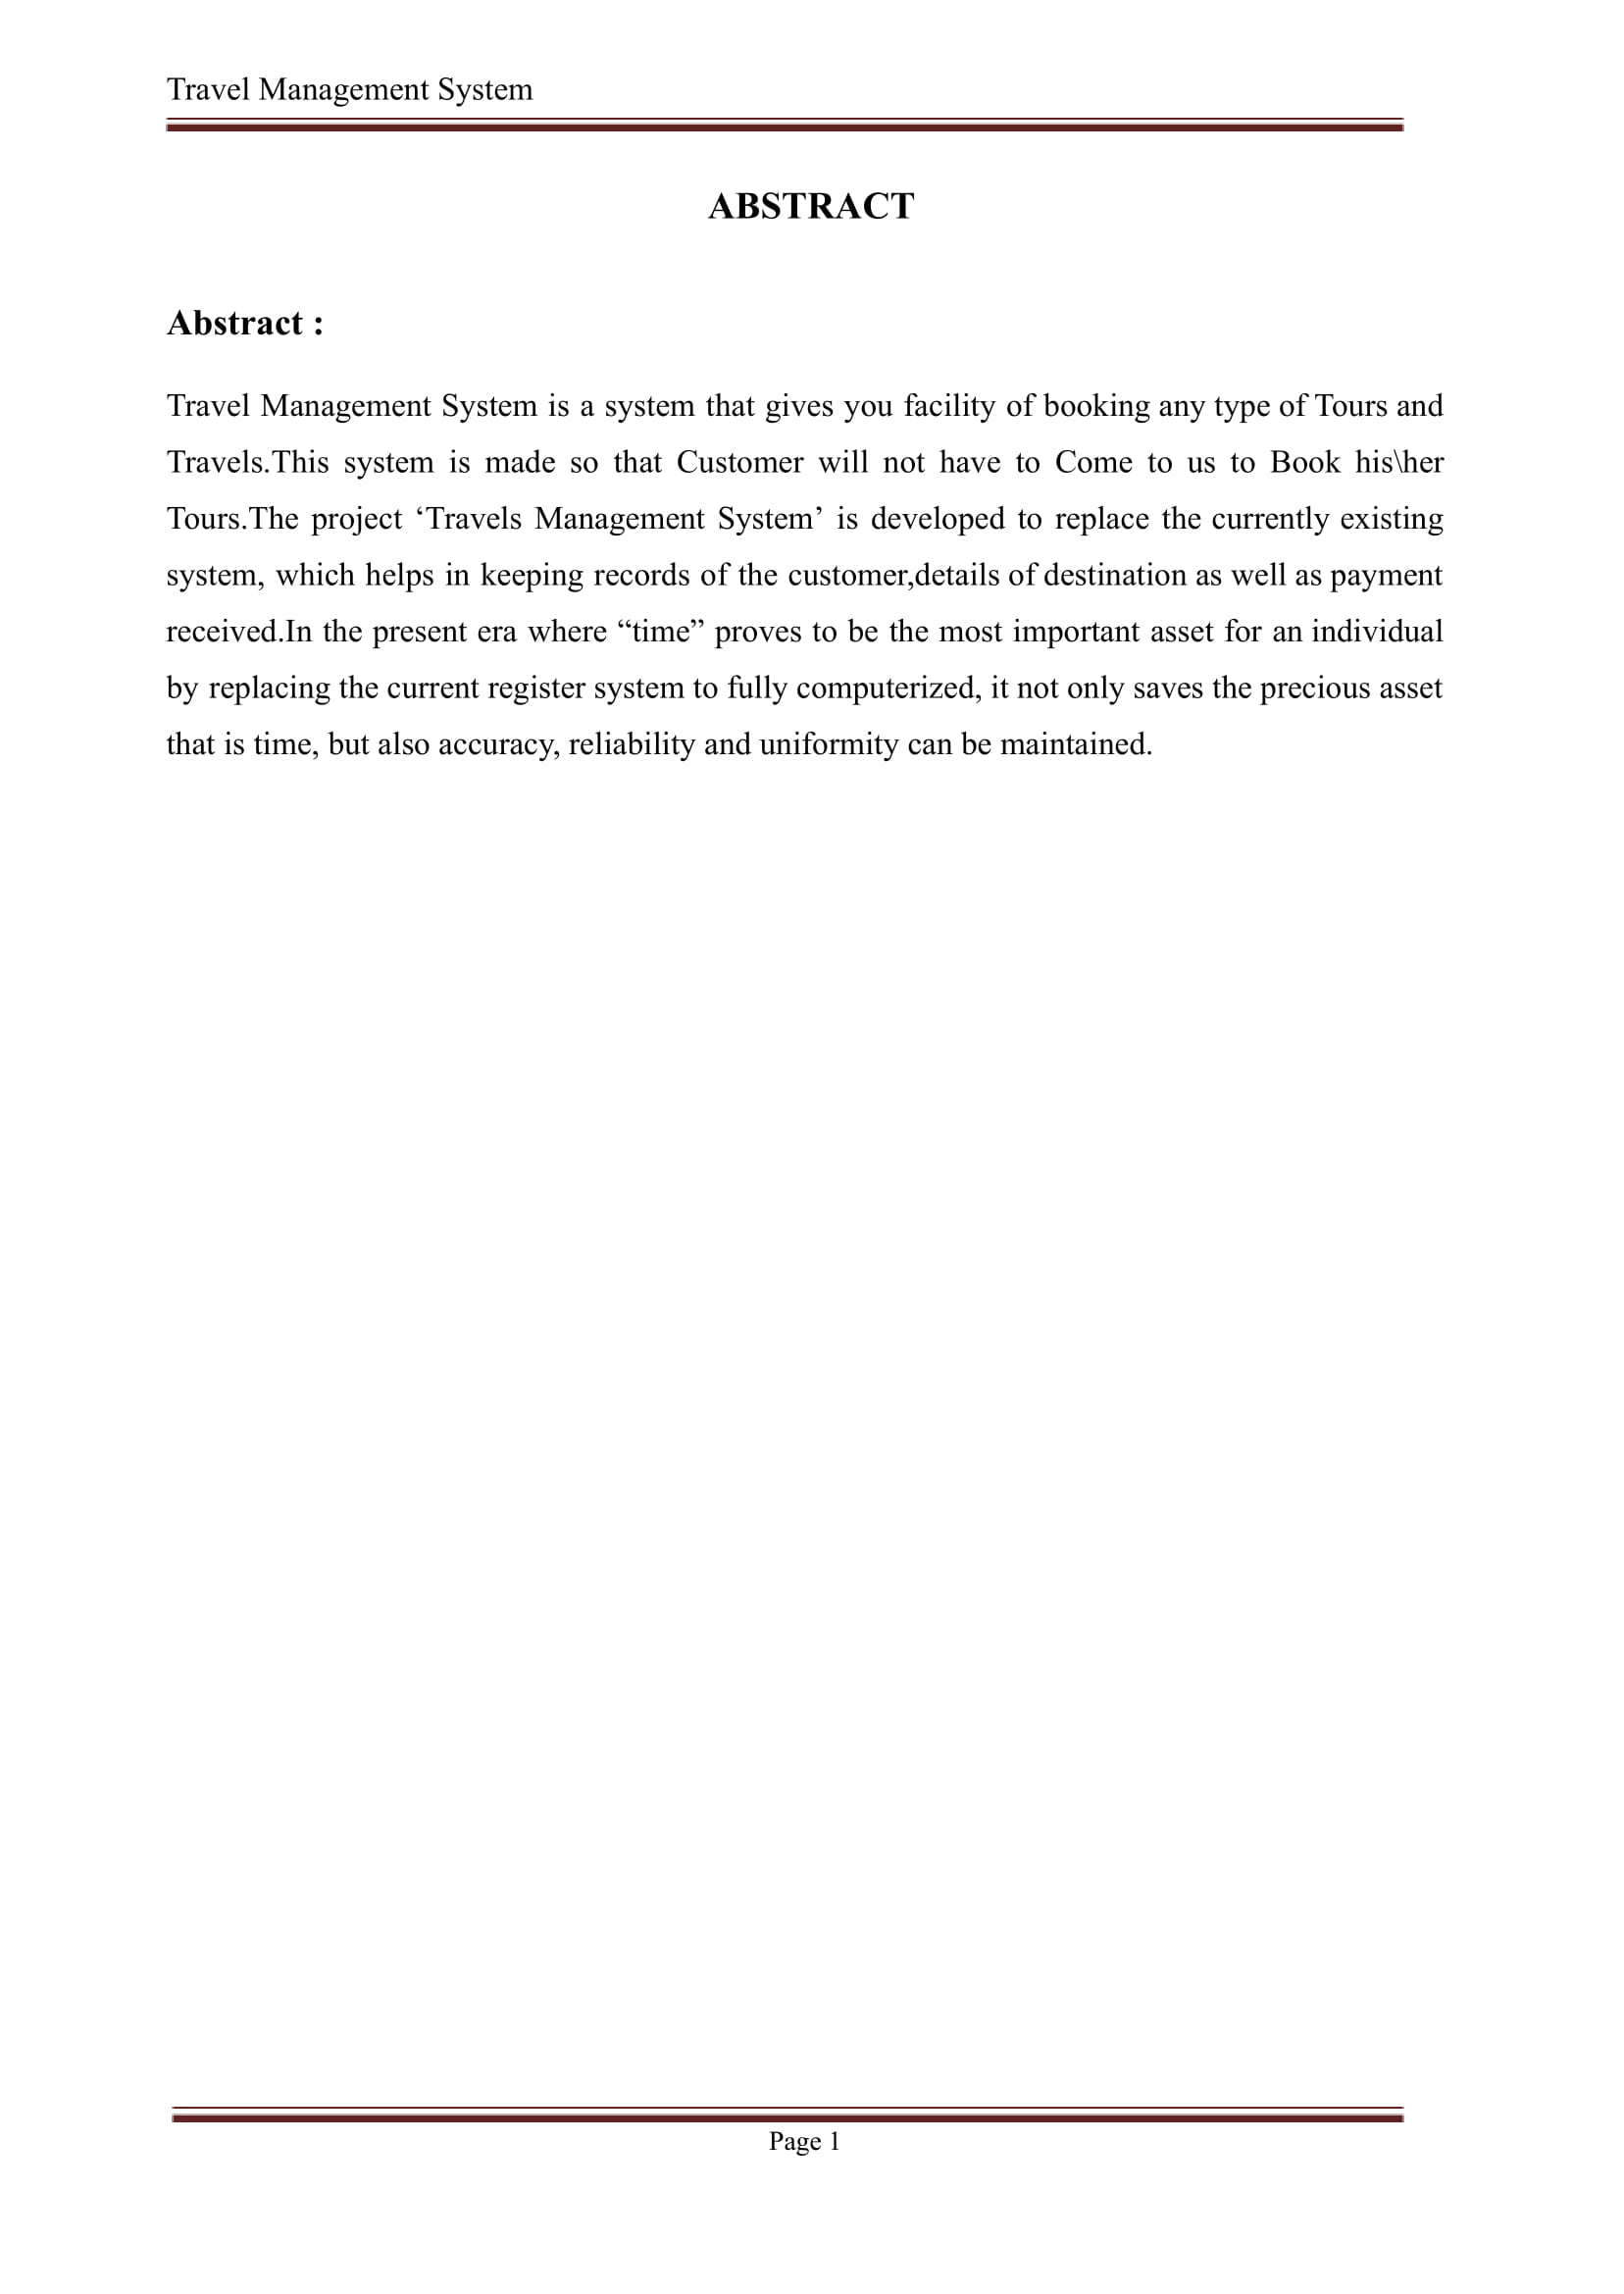 Travel Management System
ABSTRACT
Abstract :
Travel Management System is a system that gives you facility of booking any type of Tours and
Travels.This system is made so that Customer will not have to Come to us to Book his\her
Tours.The project ‘Travels Management System’ is developed to replace the currently existing
system, which helps in keeping records of the customer,details of destination as well as payment
received.In the present era where “time” proves to be the most important asset for an individual
by replacing the current register system to fully computerized, it not only saves the precious asset
that is time, but also accuracy, reliability and uniformity can be maintained.
Page 1